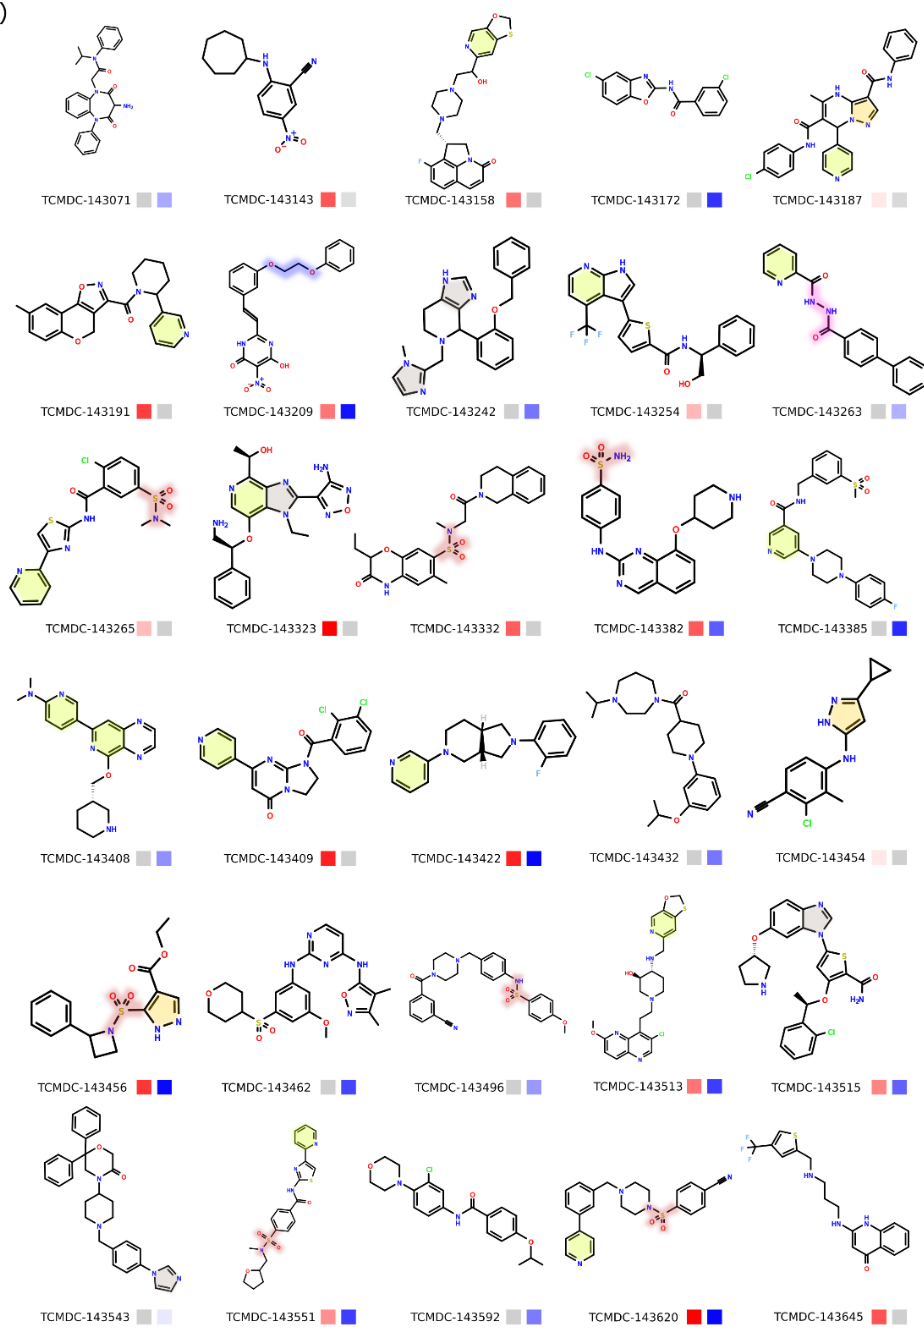 )
TCMDC-143071 TCMDC-143143 TCMDC-143158 TCMDC-143172 TCMDC-143187
TCMDC-143191 TCMDC-143209 TCMDC-143242 TCMDC-143254 TCMDC-143263
TCMDC-143265 TCMDC-143323 TCMDC-143332 TCMDC-143382 TCMDC-143385
TCMDC-143408 TCMDC-143409 TCMDC-143422 TCMDC-143432 TCMDC-143454
TCMDC-143456 TCMDC-143462 TCMDC-143496 TCMDC-143513 TCMDC-143515
TCMDC-143543 TCMDC-143551 TCMDC-143592 TCMDC-143620 TCMDC-143645